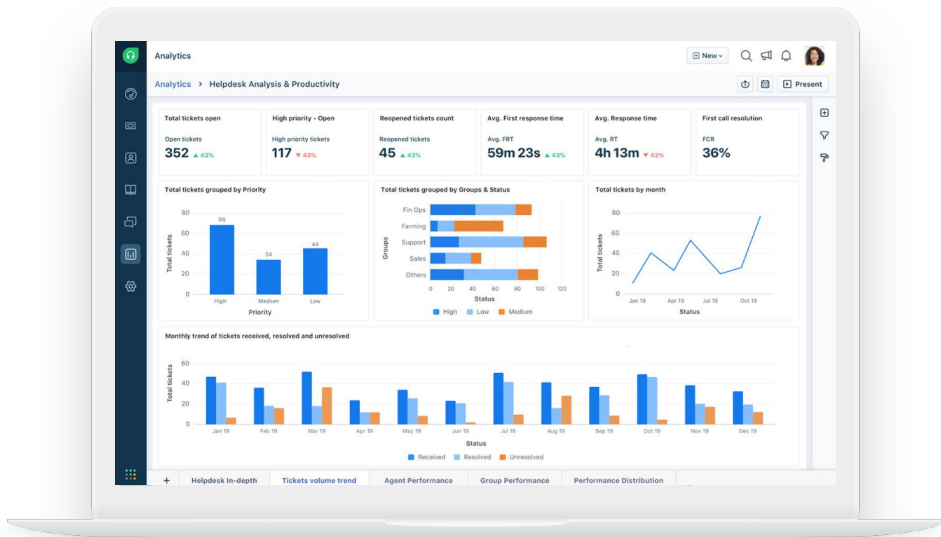 Analytics
New
Analytics > Helpdesk Analysis & Productivity
Present
Total tickets open
Open tickets
352 ▲ 43%
High priority - Open
High priority tickets
117 ▼ 43%
Reopened tickets count
Reopened tickets
45 ▲ 43%
Avg. First response time
Avg. FRT
59m 23s ▲ 43%
Avg. Response time
Avg. RT
4h 13m ▼ 43%
First call resolution
FCR
36%
Total tickets grouped by Priority
Total tickets
80
60
40
20
0
68
34
44
High Medium Low
Priority
Total tickets grouped by Groups & Status
Groups
Fin Ops
Farming
Support
Sales
Others
0 20 40 60 80 100 120
Status
High Low Medium
Total tickets by month
Total tickets
80
60
40
20
0
Jan 19 Apr 19 Jul 19 Oct 19
Status
Monthly trend of tickets received, resolved and unresolved
Total tickets
60
40
20
0
Jan 19 Feb 19 Mar 19 Apr 19 May 19 Jun 19 Jul 19 Aug 19 Sep 19 Oct 19 Nov 19 Dec 19
Status
Received Resolved Unresolved
+ Helpdesk In-depth Tickets volume trend Agent Performance Group Performance Performance Distribution